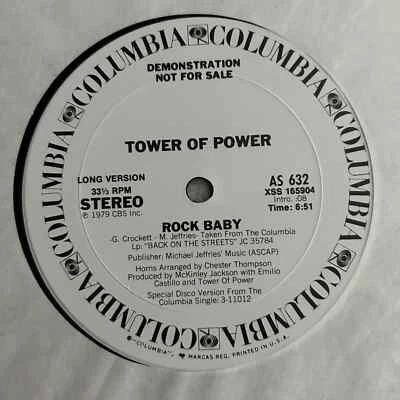 COLUMBIA COLUMBIA COLUMBIA COLUMBIA COLUMBIA COLUMBIA COLUMBIA COLUMBIA
DEMONSTRATION
NOT FOR SALE
TOWER OF POWER
LONG VERSION
33⅓ RPM
STEREO
℗ 1979 CBS Inc.
AS 632
XSS 165904
Intro. :08
Time: 6:51
ROCK BABY
-G. Crockett - M. Jeffries- Taken From The Columbia
Lp: "BACK ON THE STREETS" JC 35784
Publisher: Michael Jeffries' Music (ASCAP)
Horns Arranged by Chester Thompson
Produced by McKinley Jackson with Emilio
Castillo and Tower Of Power
Special Disco Version From The
Columbia Single: 3-11012
® "COLUMBIA", MARCAS REG. PRINTED IN U.S.A.